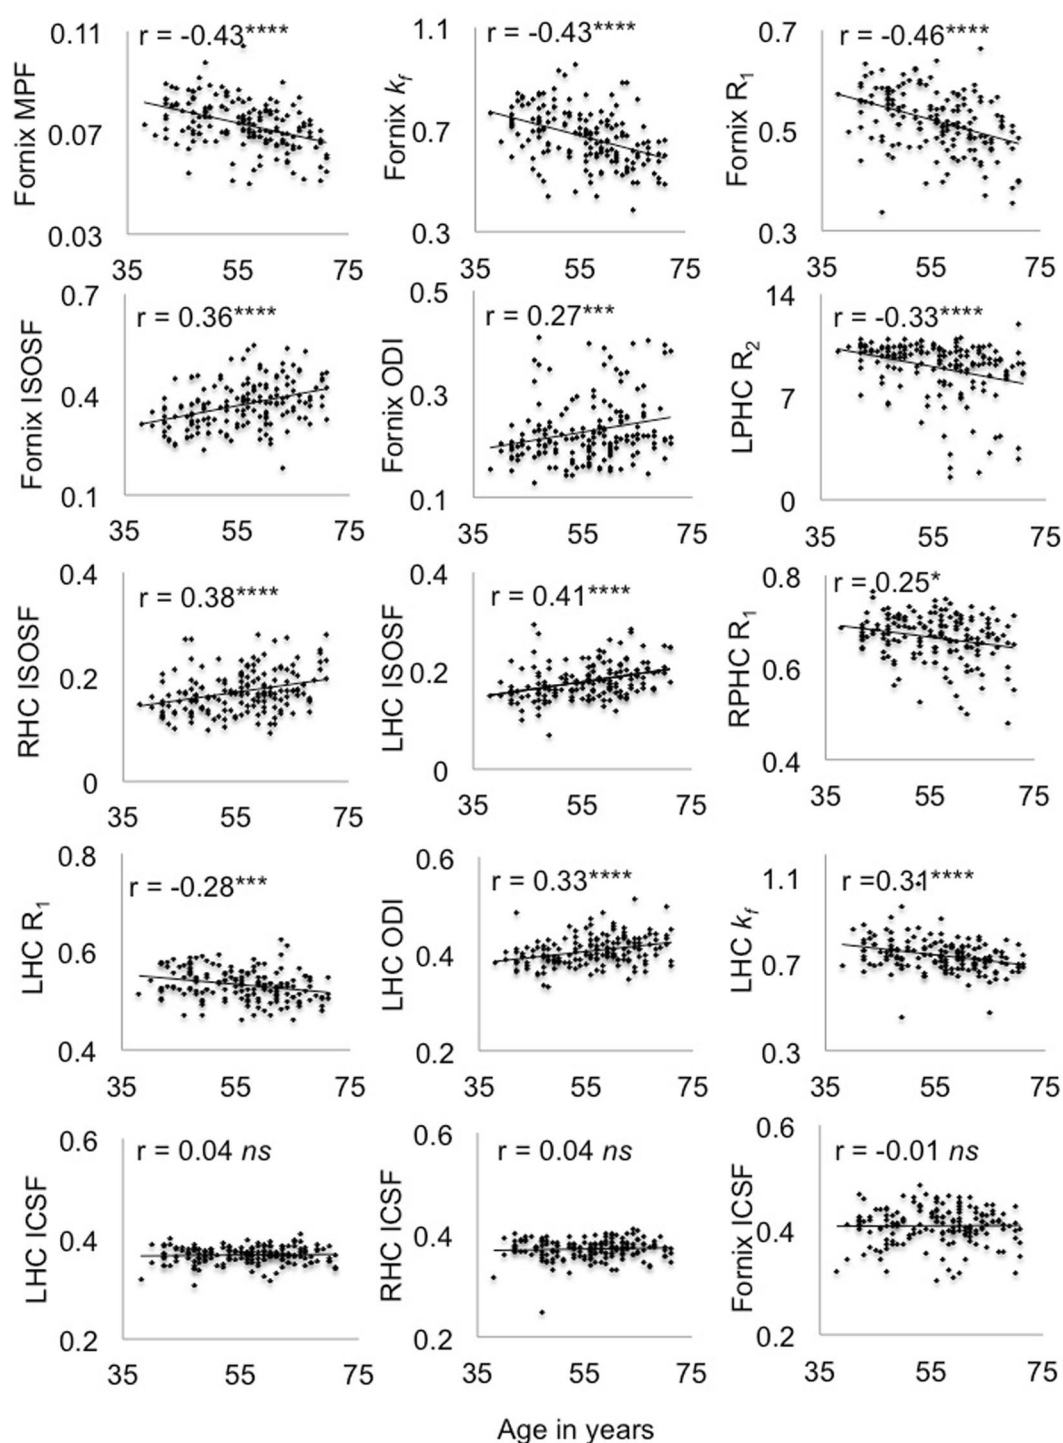 0.11
r = -0.43****
Fornix MPF
0.07
0.03
35 55 75
1.1
r = -0.43****
Fornix kf
0.7
0.3
35 55 75
0.7
r = -0.46****
Fornix R1
0.5
0.3
35 55 75
0.7
r = 0.36****
Fornix ISOSF
0.4
0.1
35 55 75
0.5
r = 0.27***
Fornix ODI
0.3
0.1
35 55 75
14
r = -0.33****
LPHC R2
7
0
35 55 75
0.4
r = 0.38****
RHC ISOSF
0.2
0
35 55 75
0.4
r = 0.41****
LHC ISOSF
0.2
0
35 55 75
0.8
r = 0.25*
RPHC R1
0.6
0.4
35 55 75
0.8
r = -0.28***
LHC R1
0.6
0.4
35 55 75
0.6
r = 0.33****
LHC ODI
0.4
0.2
35 55 75
1.1
r =0.31****
LHC kf
0.7
0.3
35 55 75
0.6
r = 0.04 ns
LHC ICSF
0.4
0.2
35 55 75
0.6
r = 0.04 ns
RHC ICSF
0.4
0.2
35 55 75
0.6
r = -0.01 ns
Fornix ICSF
0.4
0.2
35 55 75
Age in years